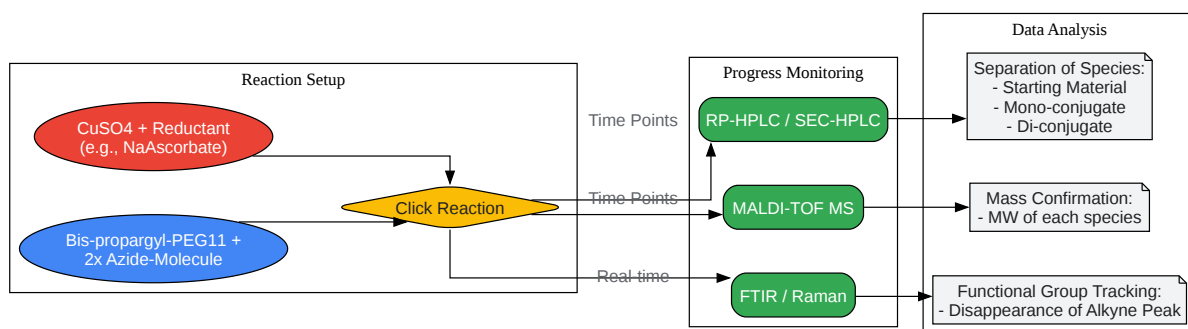 Reaction Setup
CuSO4 + Reductant
(e.g., NaAscorbate)
Bis-propargyl-PEG11 +
2x Azide-Molecule
Click Reaction
Time Points
Time Points
Real-time
Progress Monitoring
RP-HPLC / SEC-HPLC
MALDI-TOF MS
FTIR / Raman
Data Analysis
Separation of Species:
- Starting Material
- Mono-conjugate
- Di-conjugate
Mass Confirmation:
- MW of each species
Functional Group Tracking:
- Disappearance of Alkyne Peak